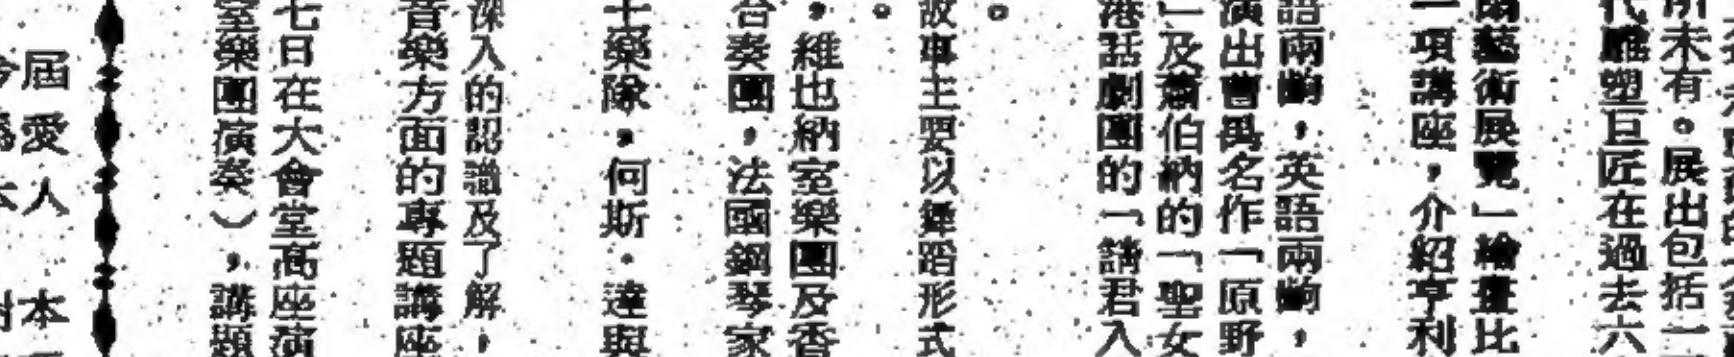 所未有。展出包括一
代雕塑巨匠在過去六
爾藝術展覽」繪畫比
一項講座，介紹亨利
語兩齣，英語兩齣，
演出曹禺名作「原野
」及蕭伯納的「聖女
港話劇團的「請君入
。
故事主要以舞蹈形式
。
，維也納室樂團及香
合奏團，法國鋼琴家
士樂隊，何斯·達與
深入的認識及了解，
音樂方面的專題講座
七日在大會堂高座演
室樂團演奏），講題
屆愛人 本